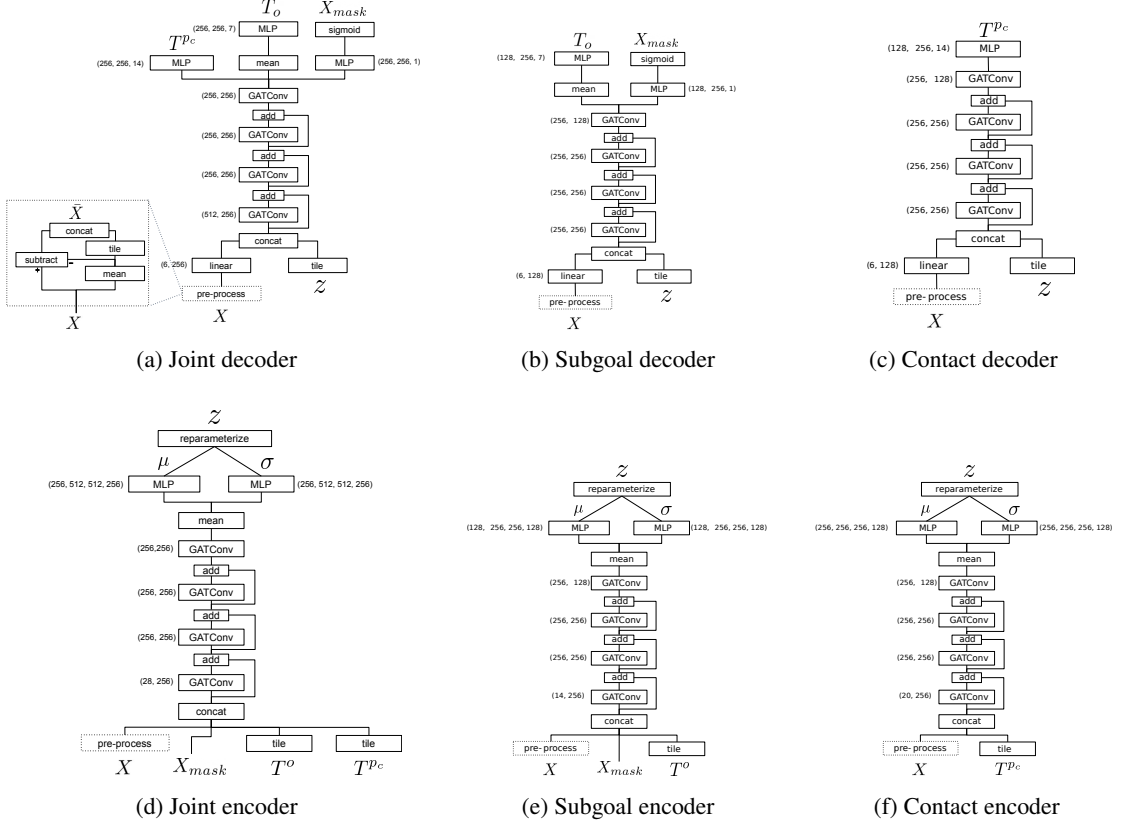 T_o X_{mask}
(256, 256, 7) MLP sigmoid
T^{p_c}
(256, 256, 14) MLP mean MLP (256, 256, 1)
(256, 256) GATConv
add
(256, 256) GATConv
add
(256, 256) GATConv
add
(512, 256) GATConv
concat
(6, 256) linear tile
z
pre-process
X
X̄
concat
tile
subtract
+ -
mean
X
(a) Joint decoder
T_o X_{mask}
(128, 256, 7) MLP sigmoid
mean MLP (128, 256, 1)
(256, 128) GATConv
add
(256, 256) GATConv
add
(256, 256) GATConv
add
(256, 256) GATConv
concat
(6, 128) linear tile
z
pre-process
X
(b) Subgoal decoder
T^{p_c}
(128, 256, 14) MLP
(256, 128) GATConv
add
(256, 256) GATConv
add
(256, 256) GATConv
add
(256, 256) GATConv
concat
(6, 128) linear tile
z
pre-process
X
(c) Contact decoder
z
reparameterize
μ σ
(256, 512, 512, 256) MLP MLP (256, 512, 512, 256)
mean
(256,256) GATConv
add
(256, 256) GATConv
add
(256, 256) GATConv
add
(28, 256) GATConv
concat
pre-process tile tile
X X_{mask} T^o T^{p_c}
(d) Joint encoder
z
reparameterize
μ σ
(128, 256, 256, 128) MLP MLP (128, 256, 256, 128)
mean
(256, 128) GATConv
add
(256, 256) GATConv
add
(256, 256) GATConv
add
(14, 256) GATConv
concat
pre-process tile
X X_{mask} T^o
(e) Subgoal encoder
z
reparameterize
μ σ
(256, 256, 256, 128) MLP MLP (256, 256, 256, 128)
mean
(256, 128) GATConv
add
(256, 256) GATConv
add
(256, 256) GATConv
add
(20, 256) GATConv
concat
pre-process tile
X T^{p_c}
(f) Contact encoder